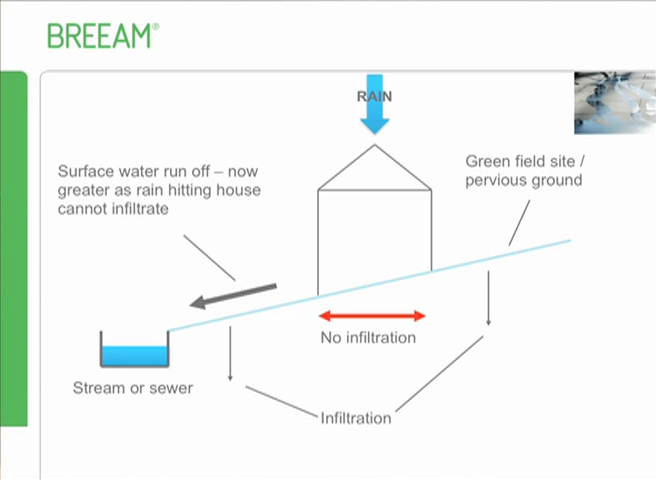 BREEAM®
RAIN
Surface water run off – now
greater as rain hitting house
cannot infiltrate
Green field site /
pervious ground
No infiltration
Stream or sewer
Infiltration